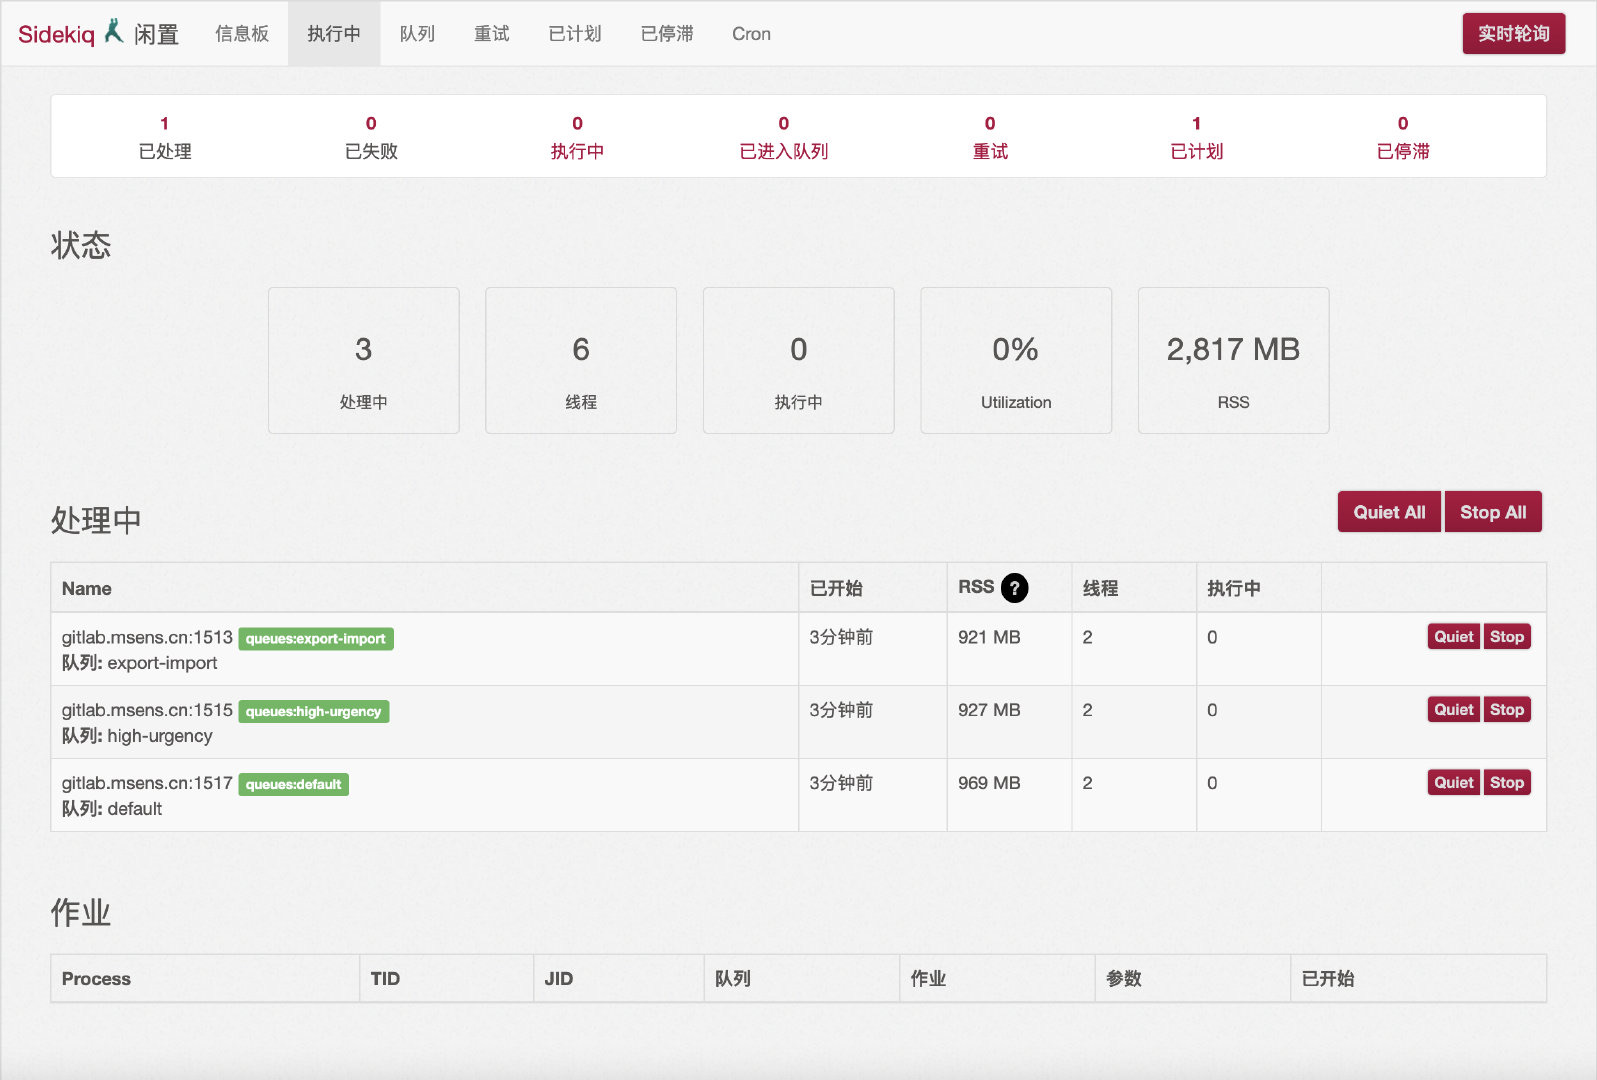 Sidekiq 闲置 信息板 执行中 队列 重试 已计划 已停滞 Cron 实时轮询
1 0 0 0 0 1 0
已处理 已失败 执行中 已进入队列 重试 已计划 已停滞
状态
3 6 0 0% 2,817 MB
处理中 线程 执行中 Utilization RSS
处理中 Quiet All Stop All
Name 已开始 RSS ? 线程 执行中
gitlab.msens.cn:1513 queues:export-import 3分钟前 921 MB 2 0 Quiet Stop
队列: export-import
gitlab.msens.cn:1515 queues:high-urgency 3分钟前 927 MB 2 0 Quiet Stop
队列: high-urgency
gitlab.msens.cn:1517 queues:default 3分钟前 969 MB 2 0 Quiet Stop
队列: default
作业
Process TID JID 队列 作业 参数 已开始